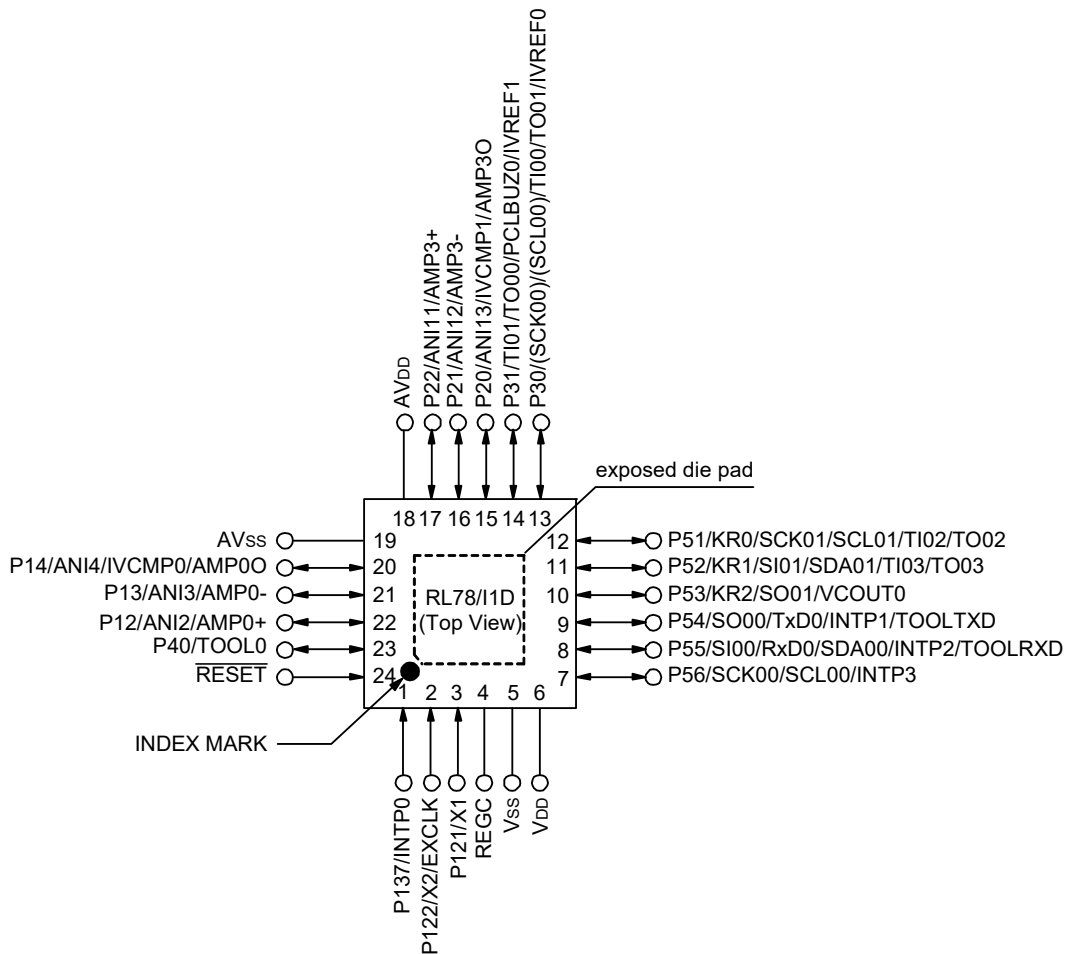 AVDD
P22/ANI11/AMP3+
P21/ANI12/AMP3-
P20/ANI13/IVCMP1/AMP3O
P31/TI01/TO00/PCLBUZ0/IVREF1
P30/(SCK00)/(SCL00)/TI00/TO01/IVREF0
exposed die pad
18 17 16 15 14 13
AVss 19
P14/ANI4/IVCMP0/AMP0O 20
P13/ANI3/AMP0- 21
P12/ANI2/AMP0+ 22
P40/TOOL0 23
RESET 24
RL78/I1D
(Top View)
12 P51/KR0/SCK01/SCL01/TI02/TO02
11 P52/KR1/SI01/SDA01/TI03/TO03
10 P53/KR2/SO01/VCOUT0
9 P54/SO00/TxD0/INTP1/TOOLTXD
8 P55/SI00/RxD0/SDA00/INTP2/TOOLRXD
7 P56/SCK00/SCL00/INTP3
1 2 3 4 5 6
INDEX MARK
P137/INTP0
P122/X2/EXCLK
P121/X1
REGC
Vss
VDD